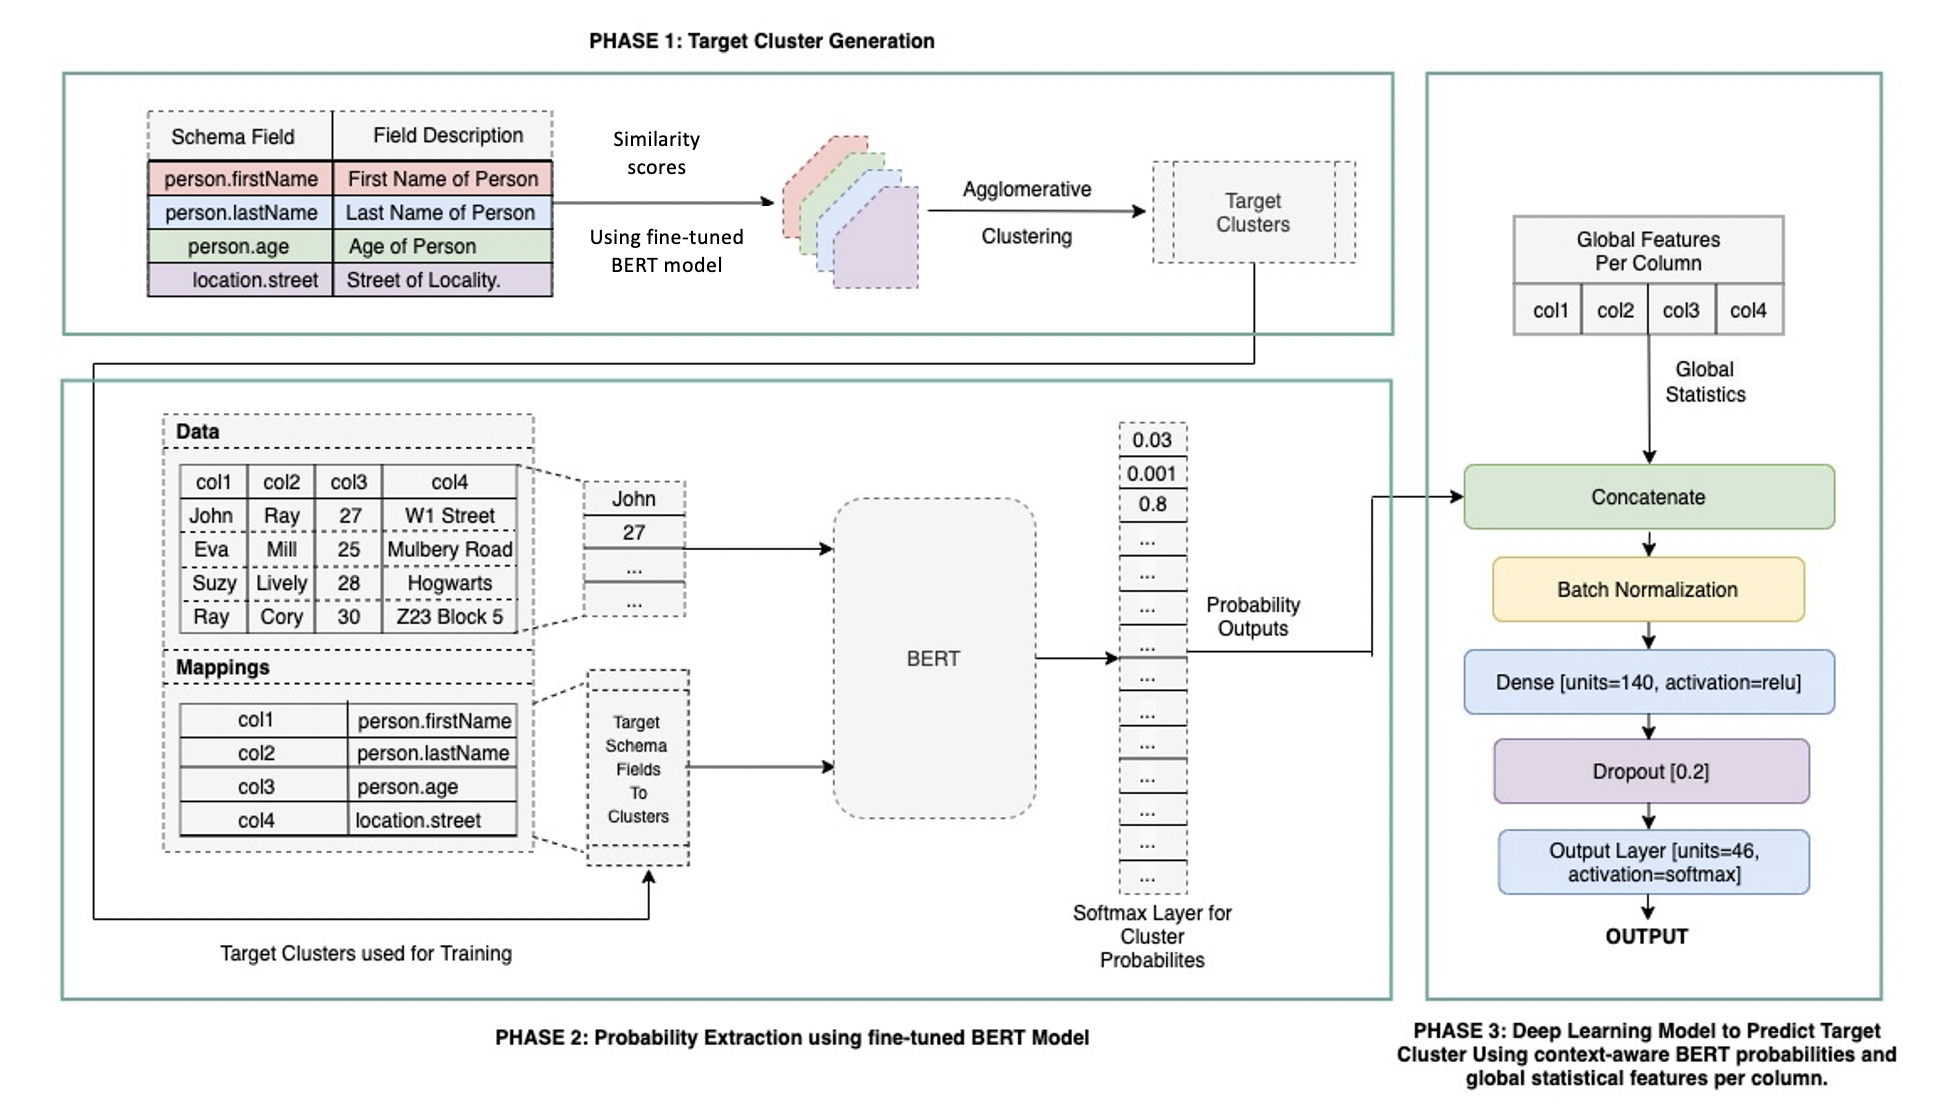 PHASE 1: Target Cluster Generation
Schema Field Field Description
person.firstName First Name of Person
person.lastName Last Name of Person
person.age Age of Person
location.street Street of Locality.
Similarity
scores
Using fine-tuned
BERT model
Agglomerative
Clustering
Target
Clusters
Data
col1 col2 col3 col4
John Ray 27 W1 Street
Eva Mill 25 Mulbery Road
Suzy Lively 28 Hogwarts
Ray Cory 30 Z23 Block 5
Mappings
col1 person.firstName
col2 person.lastName
col3 person.age
col4 location.street
John
27
...
...
Target
Schema
Fields
To
Clusters
Target Clusters used for Training
BERT
0.03
0.001
0.8
...
...
...
...
...
...
...
...
...
...
...
Softmax Layer for
Cluster
Probabilites
Probability
Outputs
PHASE 2: Probability Extraction using fine-tuned BERT Model
Global Features
Per Column
col1 col2 col3 col4
Global
Statistics
Concatenate
Batch Normalization
Dense [units=140, activation=relu]
Dropout [0.2]
Output Layer [units=46,
activation=softmax]
OUTPUT
PHASE 3: Deep Learning Model to Predict Target
Cluster Using context-aware BERT probabilities and
global statistical features per column.